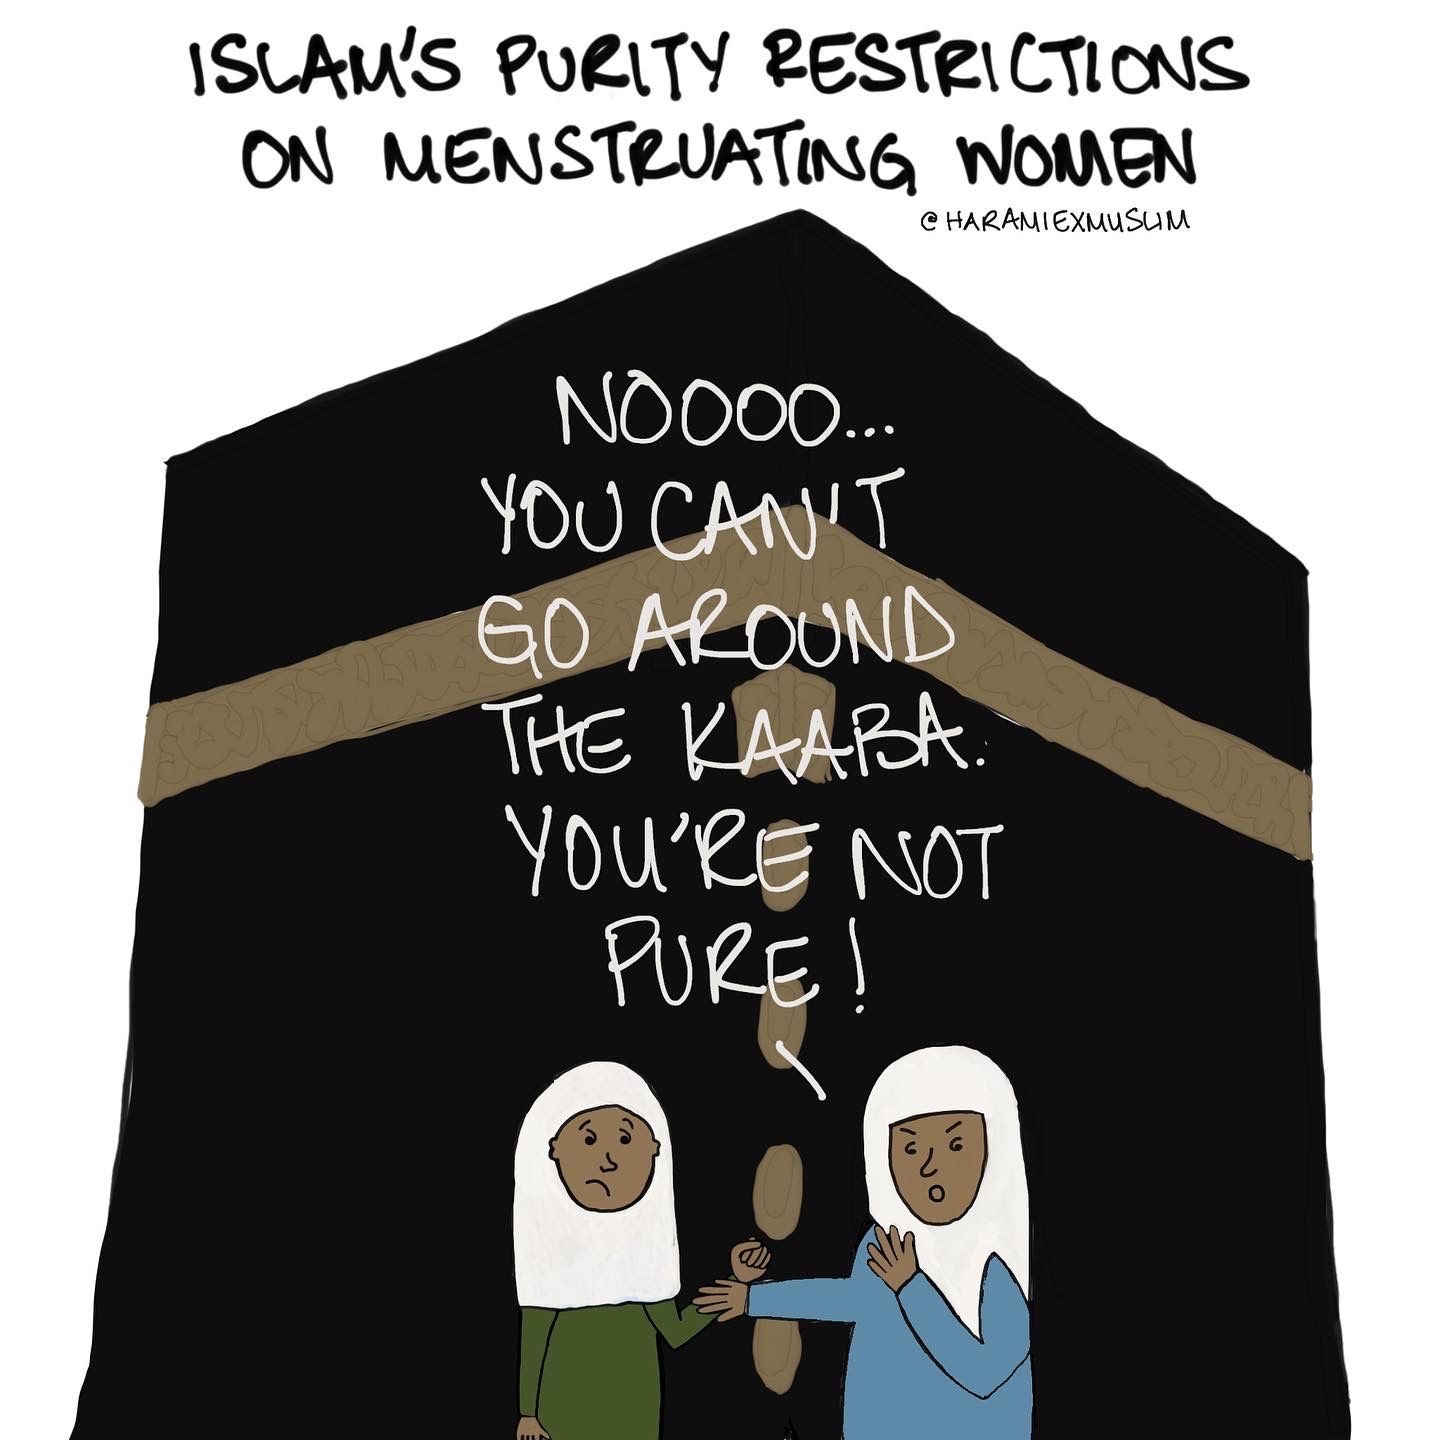 ISLAM'S PURITY RESTRICTIONS
ON MENSTRUATING WOMEN
@HARAMIEXMUSLIM
NOOOO...
YOU CAN'T
GO AROUND
THE KAABA.
YOU'RE NOT
PURE!